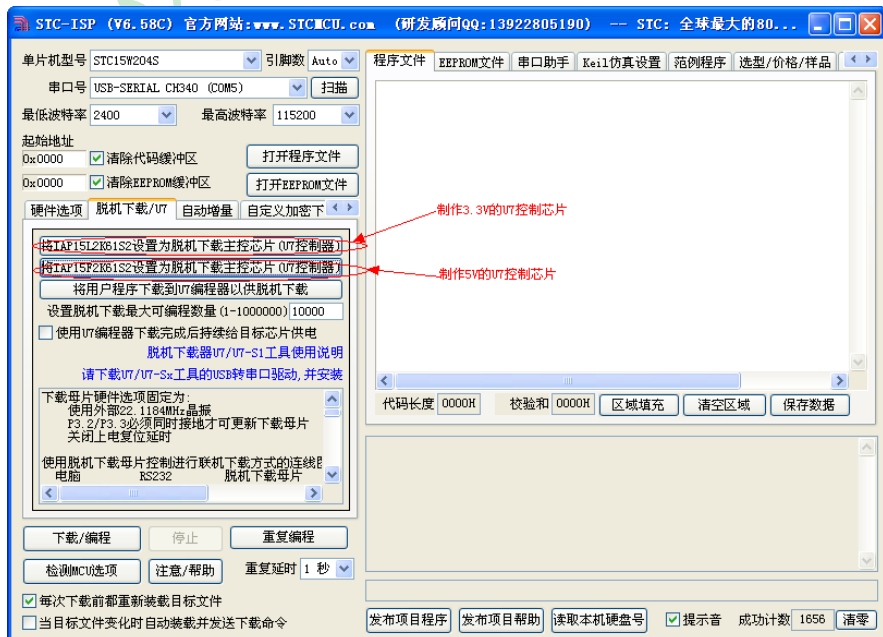 STC-ISP (V6.58C) 官方网站:www.STCMCU.com (研发顾问QQ:13922805190) -- STC: 全球最大的80...
单片机型号 STC15W204S 引脚数 Auto
串口号 USB-SERIAL CH340 (COM5) 扫描
最低波特率 2400 最高波特率 115200
起始地址
0x0000 清除代码缓冲区 打开程序文件
0x0000 清除EEPROM缓冲区 打开EEPROM文件
硬件选项 脱机下载/U7 自动增量 自定义加密下
将IAP15L2K61S2设置为脱机下载主控芯片(U7控制器)
将IAP15F2K61S2设置为脱机下载主控芯片(U7控制器)
将用户程序下载到U7编程器以供脱机下载
设置脱机下载最大可编程数量(1-1000000) 10000
使用U7编程器下载完成后持续给目标芯片供电
脱机下载器U7/U7-S1工具使用说明
请下载U7/U7-Sx工具的USB转串口驱动,并安装
下载母片硬件选项固定为:
使用外部22.1184MHz晶振
P3.2/P3.3必须同时接地才可更新下载母片
关闭上电复位延时
使用脱机下载母片控制进行联机下载方式的连线
电脑 RS232 脱机下载母片
下载/编程 停止 重复编程
检测MCU选项 注意/帮助 重复延时 1 秒
每次下载前都重新装载目标文件
当目标文件变化时自动装载并发送下载命令
程序文件 EEPROM文件 串口助手 Keil仿真设置 范例程序 选型/价格/样品
制作3.3V的U7控制芯片
制作5V的U7控制芯片
代码长度 0000H 校验和 0000H 区域填充 清空区域 保存数据
发布项目程序 发布项目帮助 读取本机硬盘号 提示音 成功计数 1656 清零